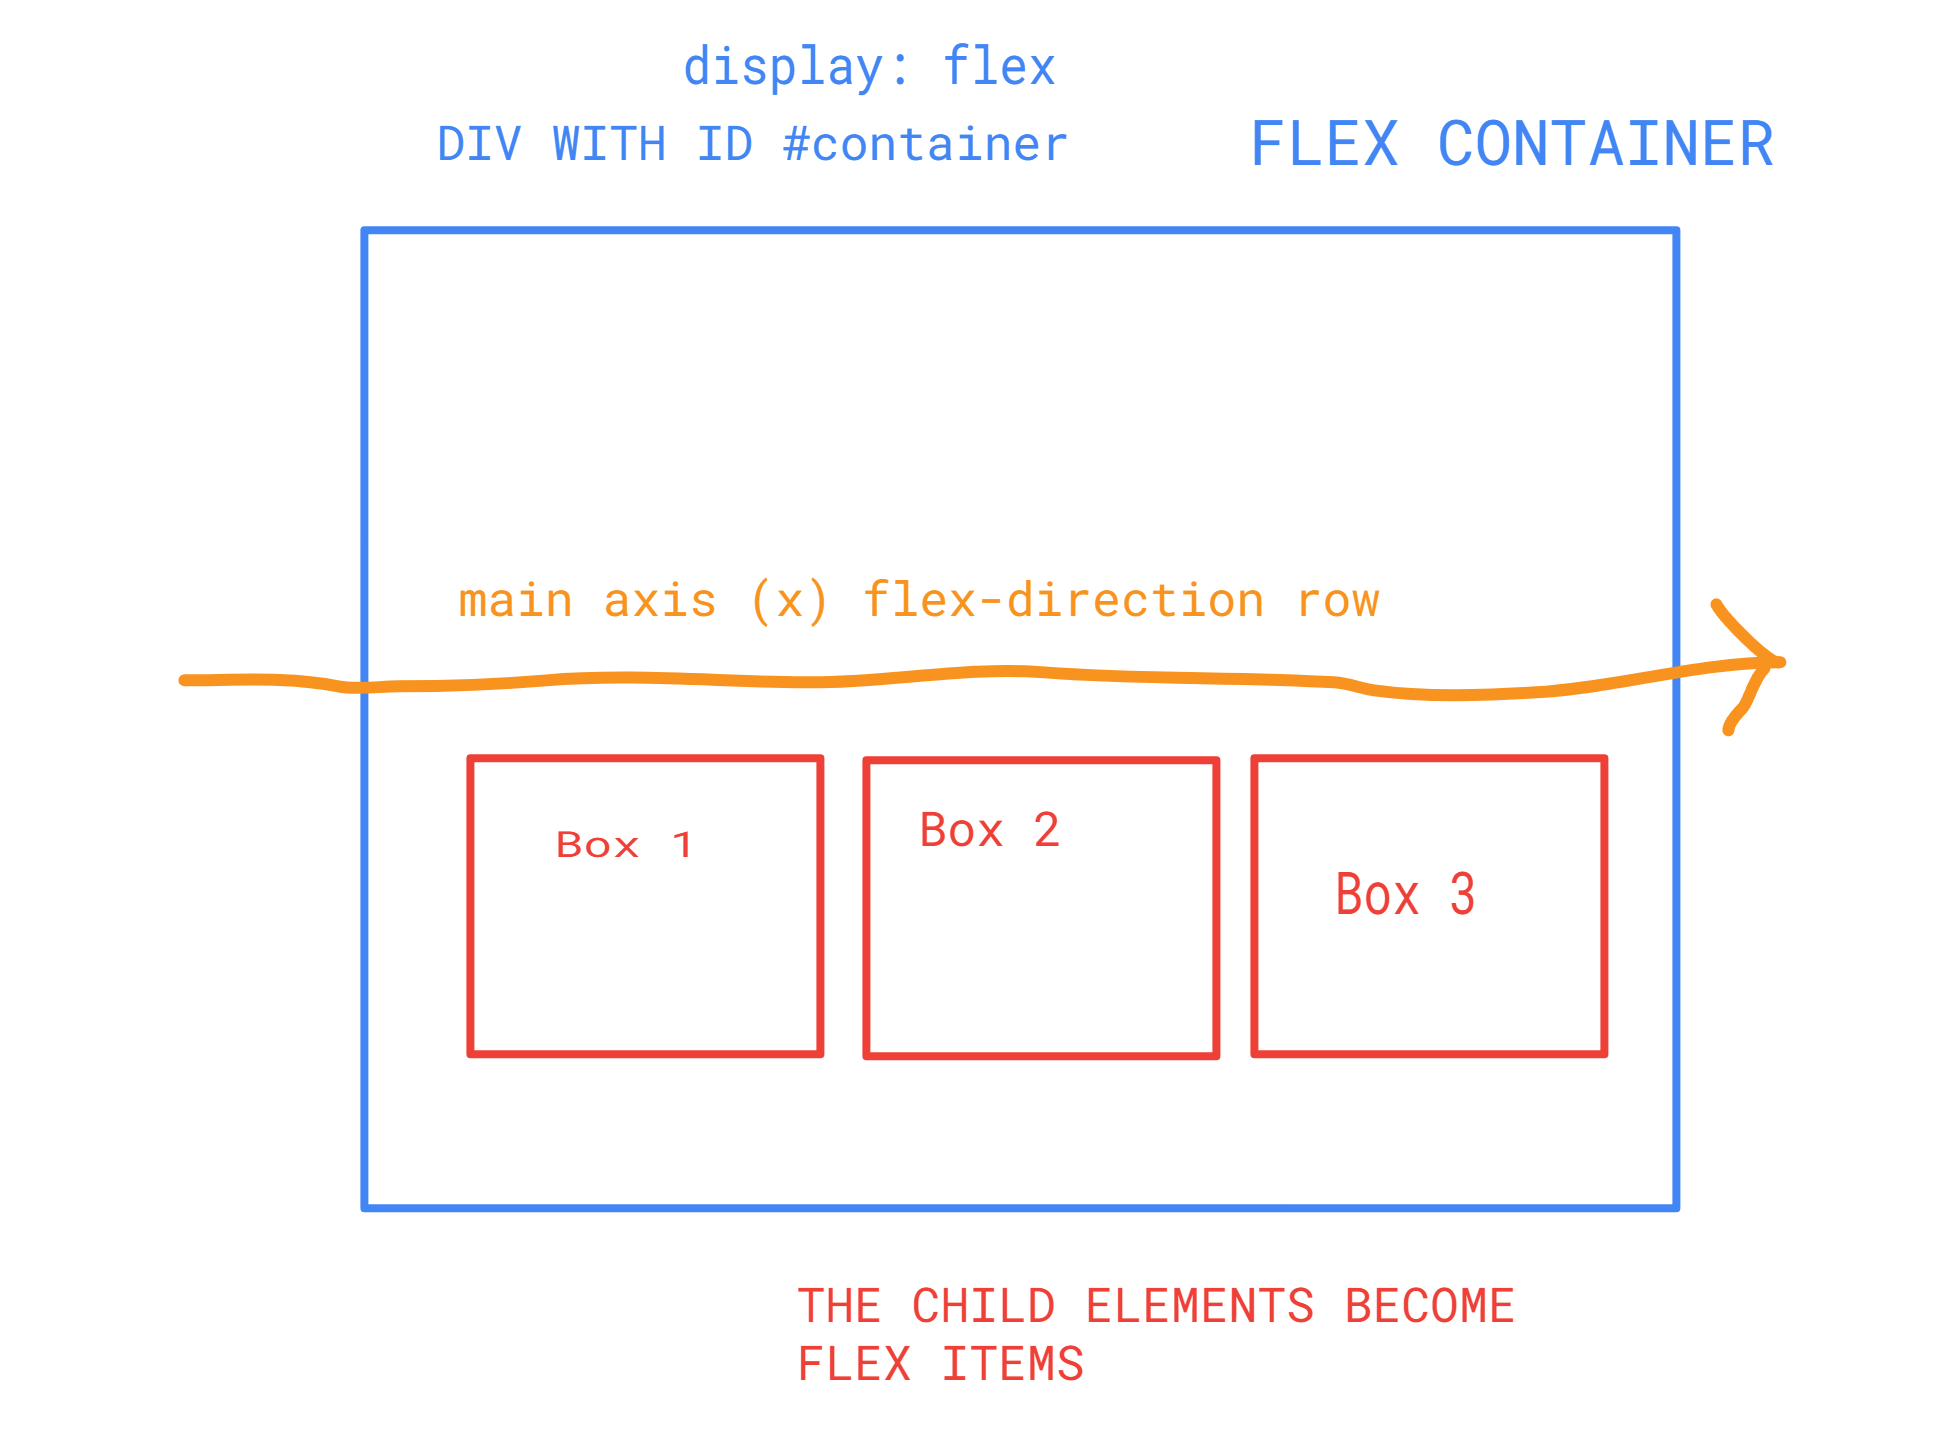 display: flex
DIV WITH ID #container
FLEX CONTAINER
main axis (x) flex-direction row
Box 1
Box 2
Box 3
THE CHILD ELEMENTS BECOME
FLEX ITEMS